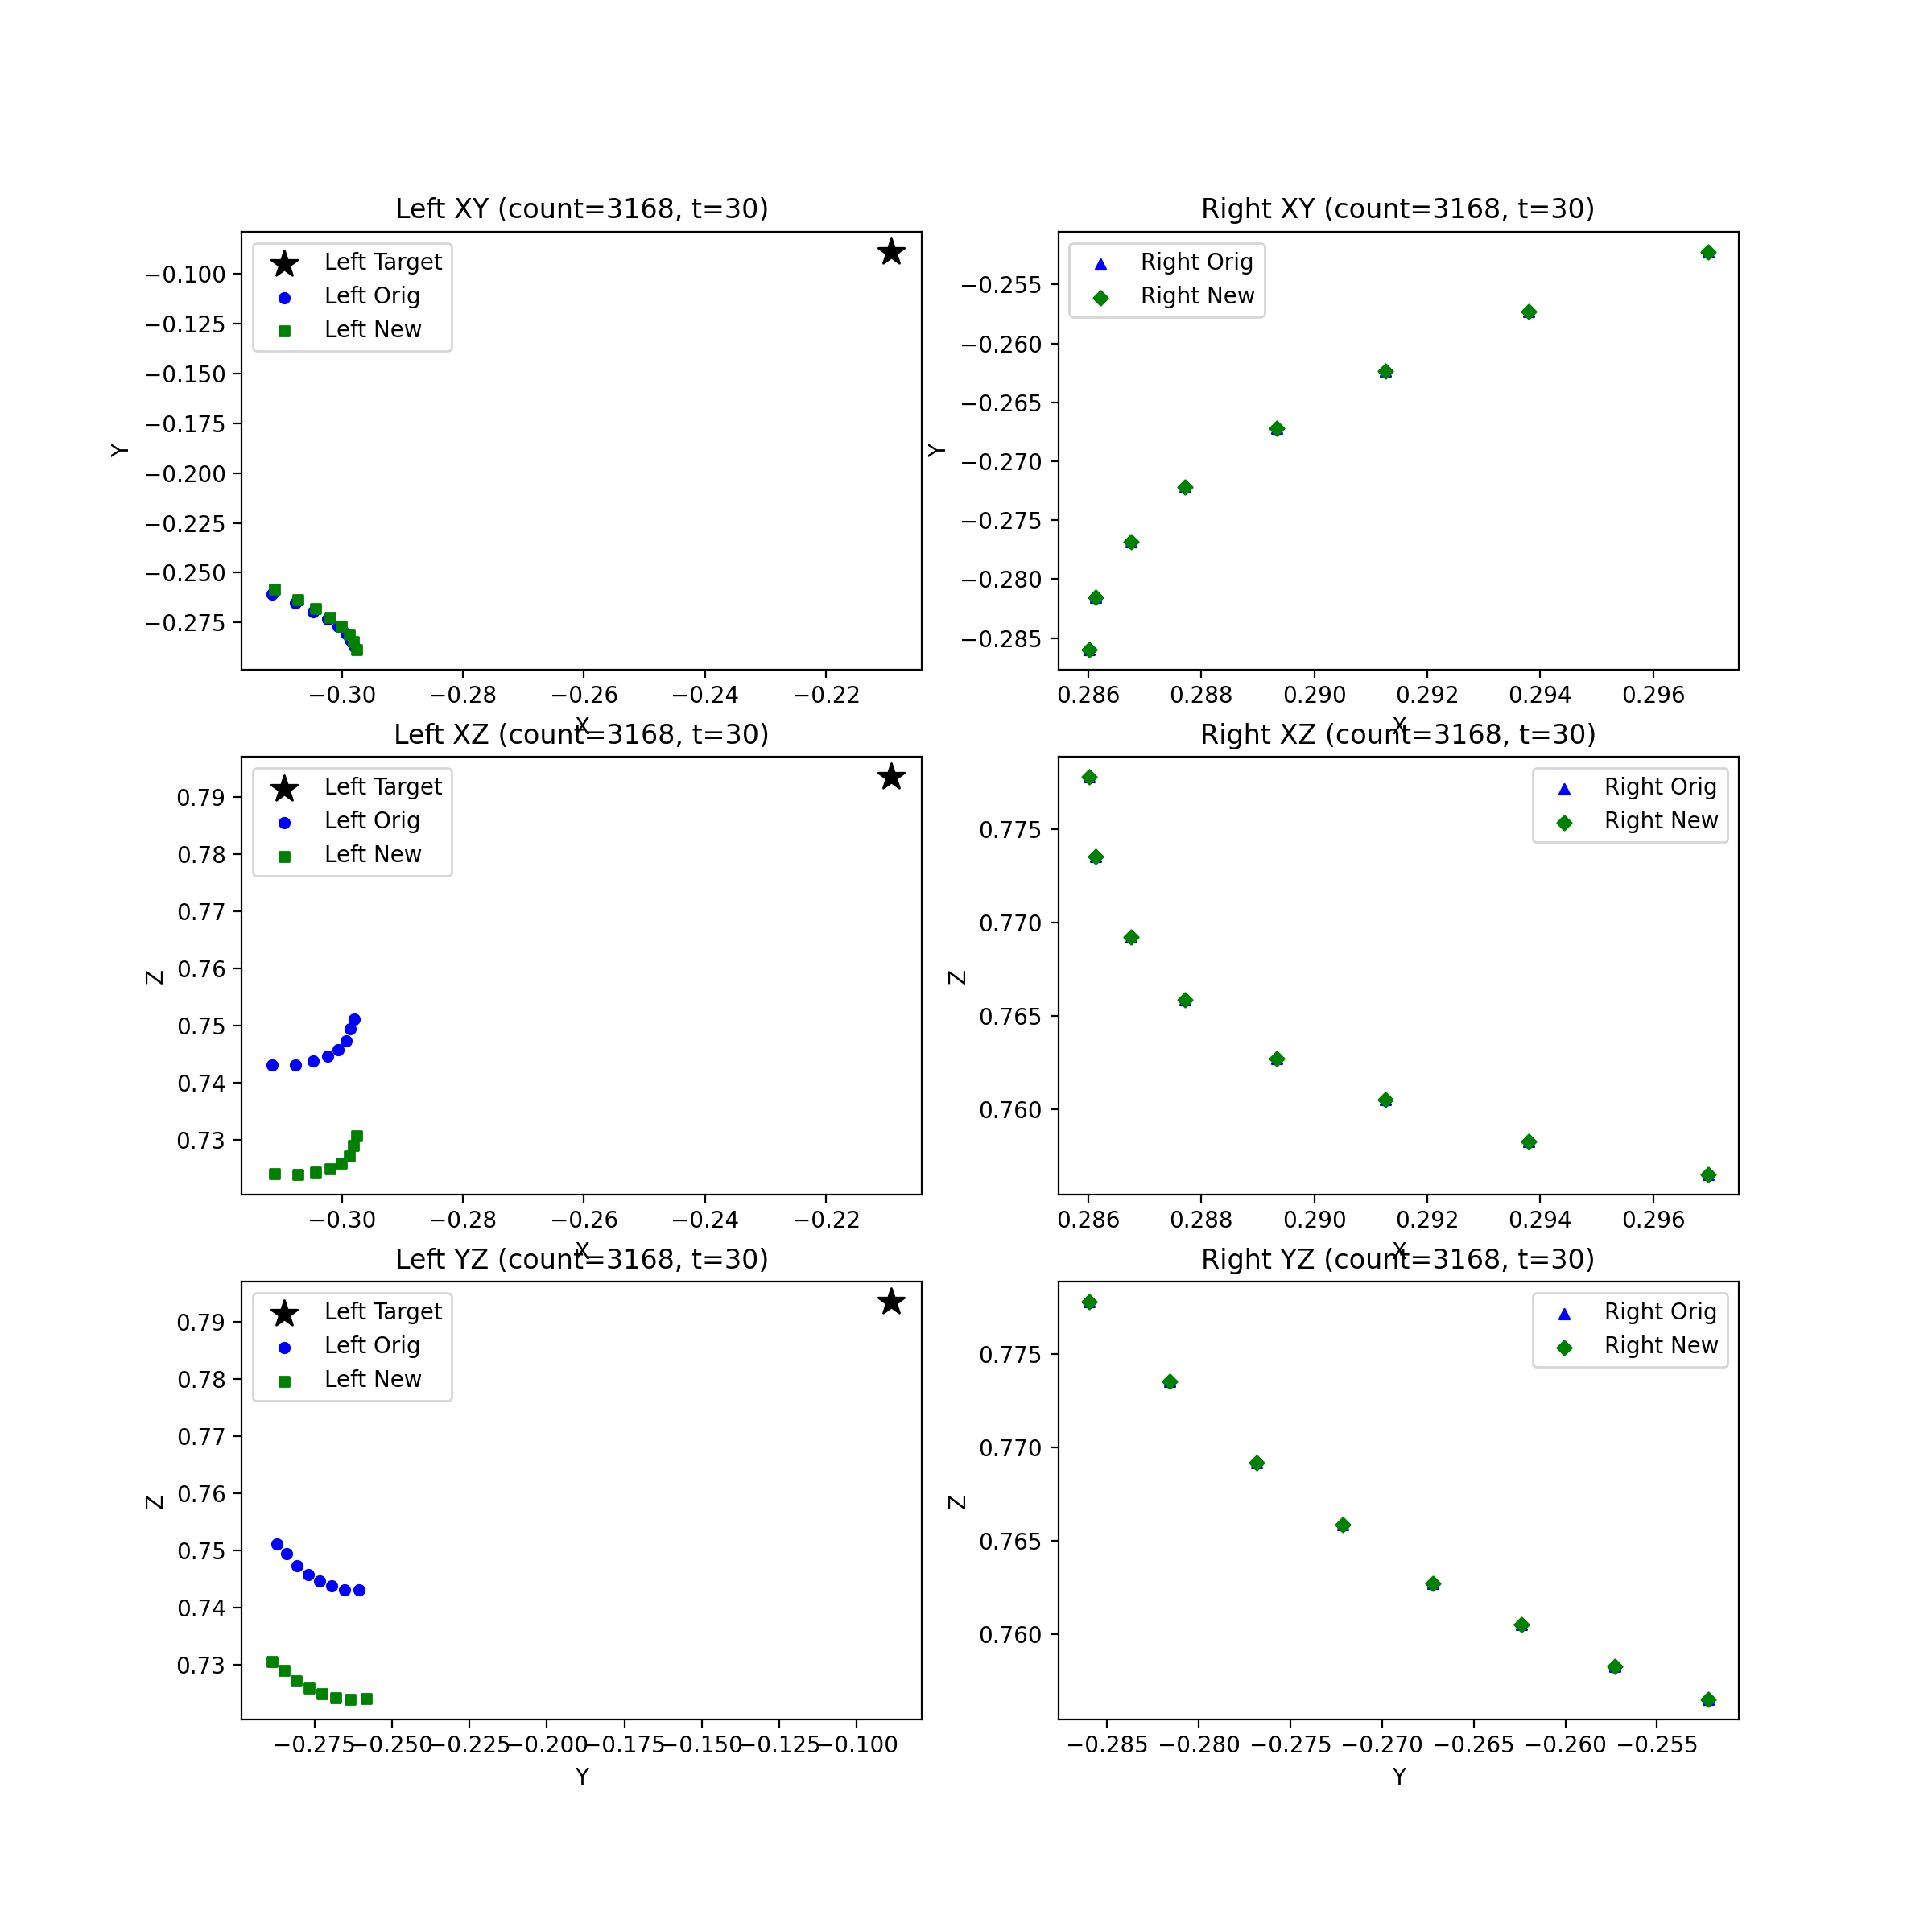 Left XY (count=3168, t=30)
Left Target
Left Orig
Left New
−0.100
−0.125
−0.150
−0.175
−0.200
−0.225
−0.250
−0.275
Y
−0.30 −0.28 −0.26 −0.24 −0.22
X
Right XY (count=3168, t=30)
Right Orig
Right New
−0.255
−0.260
−0.265
−0.270
−0.275
−0.280
−0.285
Y
0.286 0.288 0.290 0.292 0.294 0.296
X
Left XZ (count=3168, t=30)
Left Target
Left Orig
Left New
0.79
0.78
0.77
0.76
0.75
0.74
0.73
Z
−0.30 −0.28 −0.26 −0.24 −0.22
X
Right XZ (count=3168, t=30)
Right Orig
Right New
0.775
0.770
0.765
0.760
Z
0.286 0.288 0.290 0.292 0.294 0.296
X
Left YZ (count=3168, t=30)
Left Target
Left Orig
Left New
0.79
0.78
0.77
0.76
0.75
0.74
0.73
Z
−0.275 −0.250 −0.225 −0.200 −0.175 −0.150 −0.125 −0.100
Y
Right YZ (count=3168, t=30)
Right Orig
Right New
0.775
0.770
0.765
0.760
Z
−0.285 −0.280 −0.275 −0.270 −0.265 −0.260 −0.255
Y